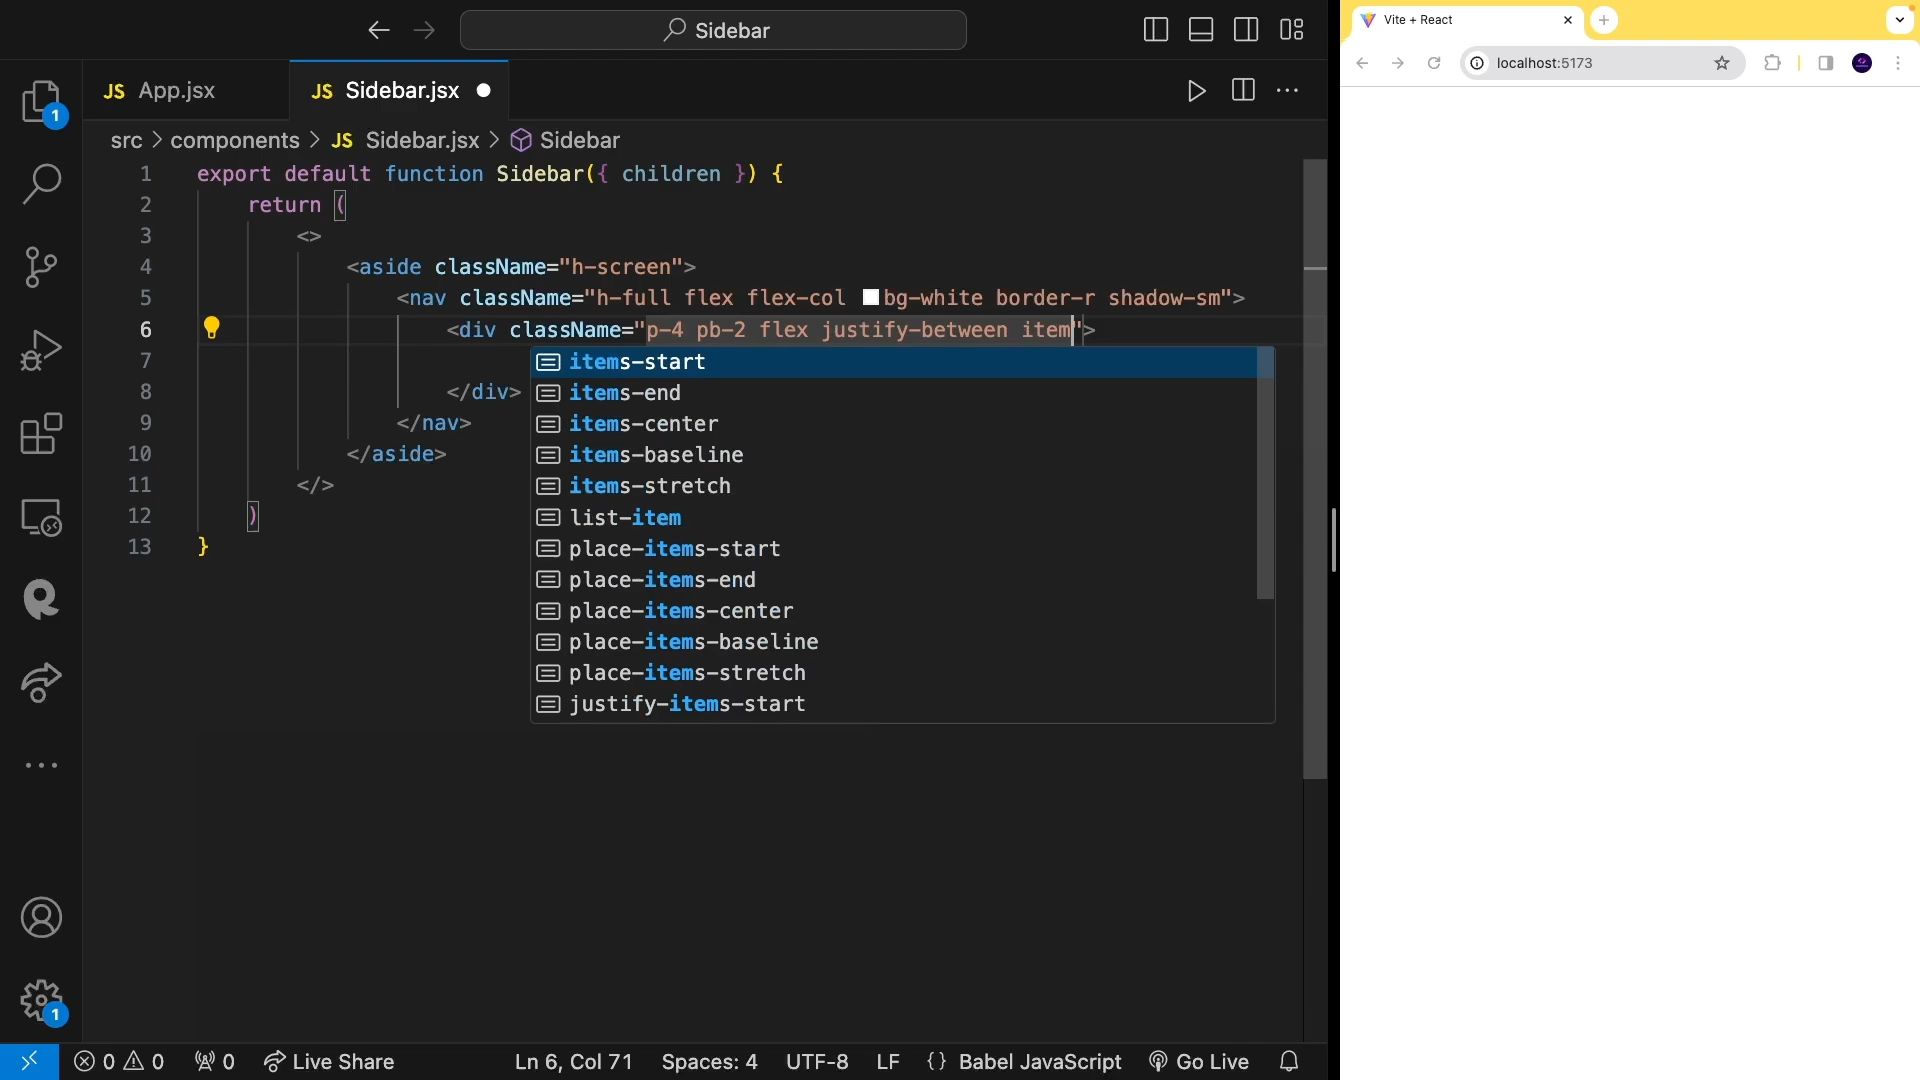 Sidebar
Vite + React
localhost:5173
JS App.jsx
JS Sidebar.jsx
src > components > JS Sidebar.jsx > Sidebar
1 export default function Sidebar({ children }) {
2 return (
3 <>
4 <aside className="h-screen">
5 <nav className="h-full flex flex-col bg-white border-r shadow-sm">
6 <div className="p-4 pb-2 flex justify-between item">
7
8 </div>
9 </nav>
10 </aside>
11 </>
12 )
13 }
items-start
items-end
items-center
items-baseline
items-stretch
list-item
place-items-start
place-items-end
place-items-center
place-items-baseline
place-items-stretch
justify-items-start
1
1
0 0 0 Live Share Ln 6, Col 71 Spaces: 4 UTF-8 LF {} Babel JavaScript Go Live